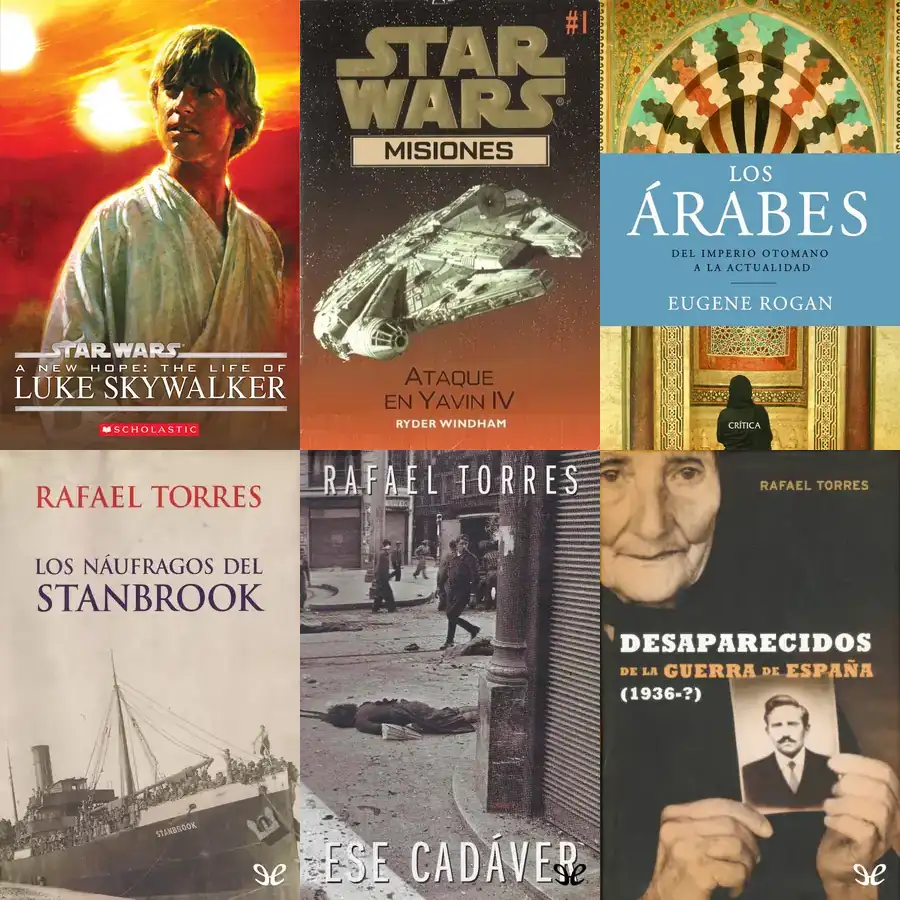 STAR WARS
A NEW HOPE: THE LIFE OF
LUKE SKYWALKER
SCHOLASTIC
#1
STAR
WARS®
MISIONES
ATAQUE
EN YAVIN IV
RYDER WINDHAM
LOS
ÁRABES
DEL IMPERIO OTOMANO
A LA ACTUALIDAD
EUGENE ROGAN
CRÍTICA
RAFAEL TORRES
LOS NÁUFRAGOS DEL
STANBROOK
STANBROOK
RAFAEL TORRES
ESE CADÁVER
RAFAEL TORRES
DESAPARECIDOS
DE LA GUERRA DE ESPAÑA
(1936-?)